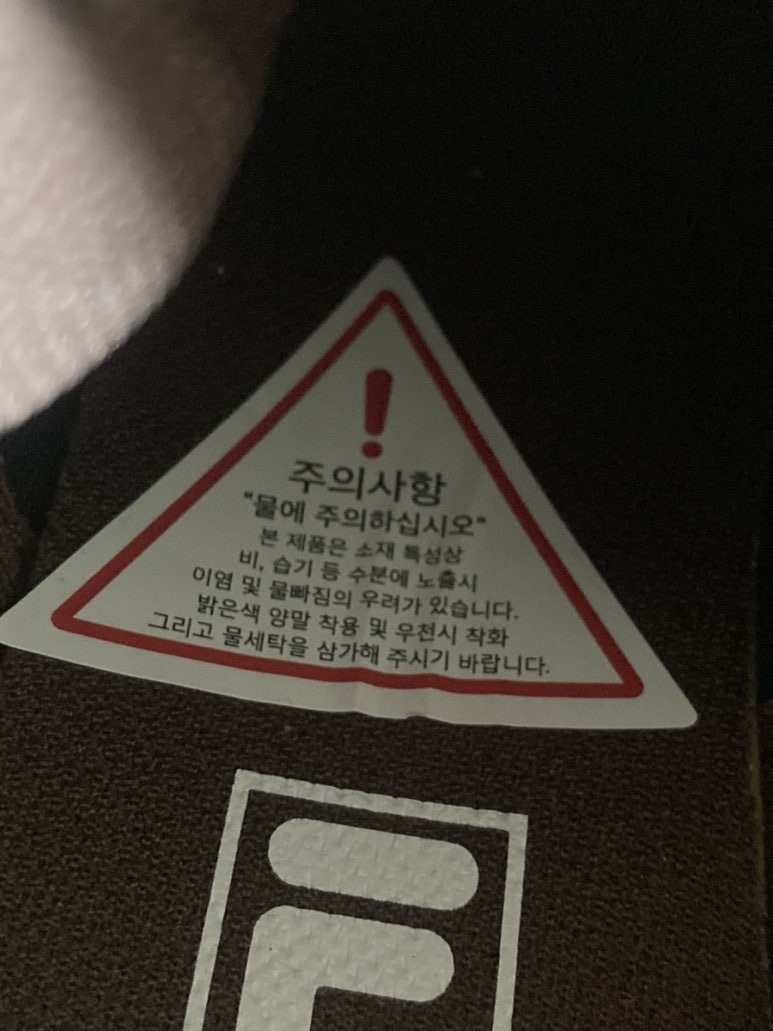 주의사항
"물에 주의하십시오"
본 제품은 소재 특성상
비, 습기 등 수분에 노출시
이염 및 물빠짐의 우려가 있습니다.
밝은색 양말 착용 및 우천시 착화
그리고 물세탁을 삼가해 주시기 바랍니다.